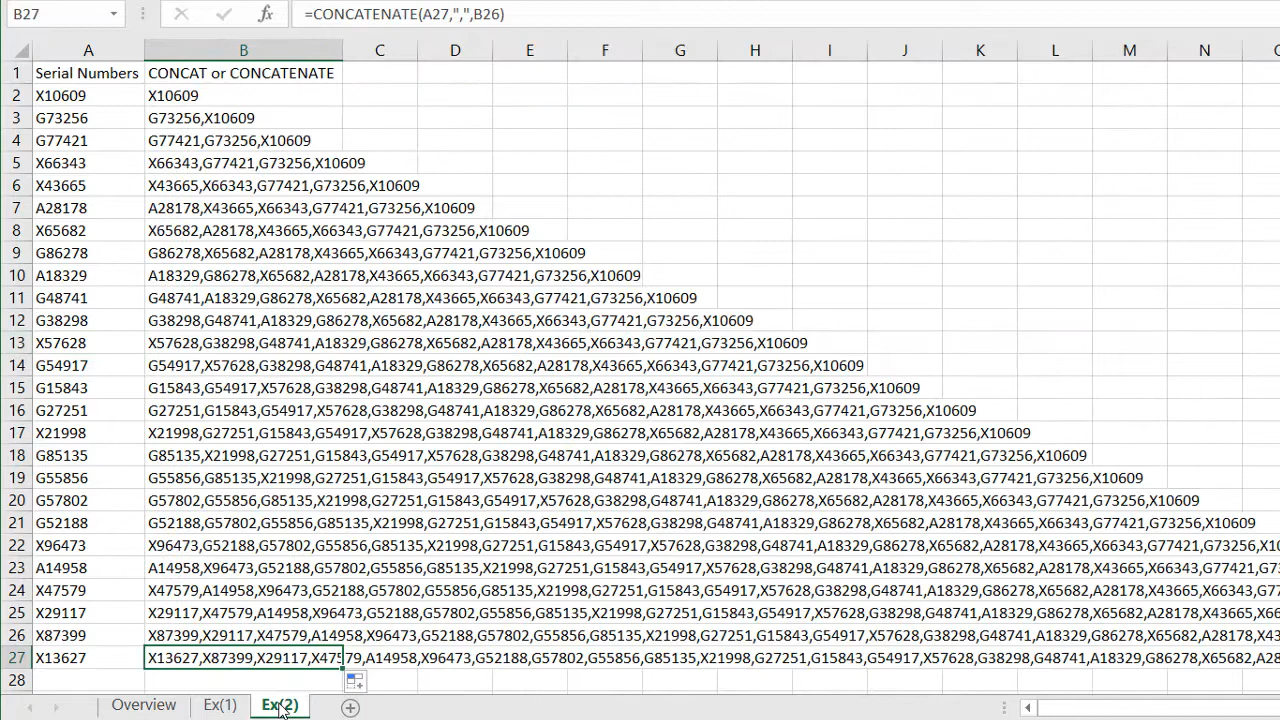 B27 fx =CONCATENATE(A27,",",B26)
A B C D E F G H I J K L M N
1 Serial Numbers CONCAT or CONCATENATE
2 X10609 X10609
3 G73256 G73256,X10609
4 G77421 G77421,G73256,X10609
5 X66343 X66343,G77421,G73256,X10609
6 X43665 X43665,X66343,G77421,G73256,X10609
7 A28178 A28178,X43665,X66343,G77421,G73256,X10609
8 X65682 X65682,A28178,X43665,X66343,G77421,G73256,X10609
9 G86278 G86278,X65682,A28178,X43665,X66343,G77421,G73256,X10609
10 A18329 A18329,G86278,X65682,A28178,X43665,X66343,G77421,G73256,X10609
11 G48741 G48741,A18329,G86278,X65682,A28178,X43665,X66343,G77421,G73256,X10609
12 G38298 G38298,G48741,A18329,G86278,X65682,A28178,X43665,X66343,G77421,G73256,X10609
13 X57628 X57628,G38298,G48741,A18329,G86278,X65682,A28178,X43665,X66343,G77421,G73256,X10609
14 G54917 G54917,X57628,G38298,G48741,A18329,G86278,X65682,A28178,X43665,X66343,G77421,G73256,X10609
15 G15843 G15843,G54917,X57628,G38298,G48741,A18329,G86278,X65682,A28178,X43665,X66343,G77421,G73256,X10609
16 G27251 G27251,G15843,G54917,X57628,G38298,G48741,A18329,G86278,X65682,A28178,X43665,X66343,G77421,G73256,X10609
17 X21998 X21998,G27251,G15843,G54917,X57628,G38298,G48741,A18329,G86278,X65682,A28178,X43665,X66343,G77421,G73256,X10609
18 G85135 G85135,X21998,G27251,G15843,G54917,X57628,G38298,G48741,A18329,G86278,X65682,A28178,X43665,X66343,G77421,G73256,X10609
19 G55856 G55856,G85135,X21998,G27251,G15843,G54917,X57628,G38298,G48741,A18329,G86278,X65682,A28178,X43665,X66343,G77421,G73256,X10609
20 G57802 G57802,G55856,G85135,X21998,G27251,G15843,G54917,X57628,G38298,G48741,A18329,G86278,X65682,A28178,X43665,X66343,G77421,G73256,X10609
21 G52188 G52188,G57802,G55856,G85135,X21998,G27251,G15843,G54917,X57628,G38298,G48741,A18329,G86278,X65682,A28178,X43665,X66343,G77421,G73256,X10609
22 X96473 X96473,G52188,G57802,G55856,G85135,X21998,G27251,G15843,G54917,X57628,G38298,G48741,A18329,G86278,X65682,A28178,X43665,X66343,G77421,G73256,X10
23 A14958 A14958,X96473,G52188,G57802,G55856,G85135,X21998,G27251,G15843,G54917,X57628,G38298,G48741,A18329,G86278,X65682,A28178,X43665,X66343,G77421,G73
24 X47579 X47579,A14958,X96473,G52188,G57802,G55856,G85135,X21998,G27251,G15843,G54917,X57628,G38298,G48741,A18329,G86278,X65682,A28178,X43665,X66343,G77
25 X29117 X29117,X47579,A14958,X96473,G52188,G57802,G55856,G85135,X21998,G27251,G15843,G54917,X57628,G38298,G48741,A18329,G86278,X65682,A28178,X43665,X66
26 X87399 X87399,X29117,X47579,A14958,X96473,G52188,G57802,G55856,G85135,X21998,G27251,G15843,G54917,X57628,G38298,G48741,A18329,G86278,X65682,A28178,X43
27 X13627 X13627,X87399,X29117,X47579,A14958,X96473,G52188,G57802,G55856,G85135,X21998,G27251,G15843,G54917,X57628,G38298,G48741,A18329,G86278,X65682,A28
28
Overview Ex(1) Ex(2)